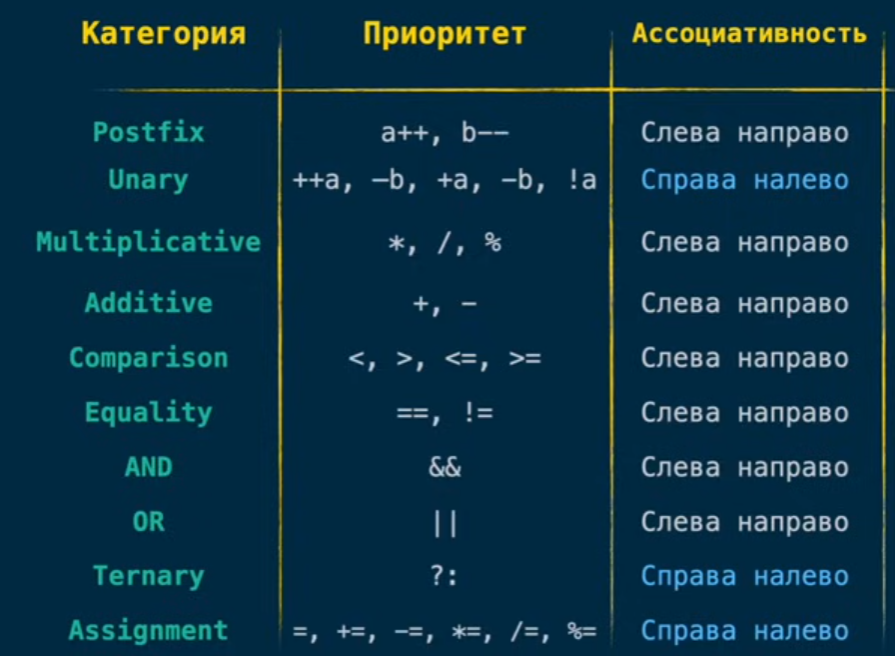 Категория Приоритет Ассоциативность
Postfix a++, b-- Слева направо
Unary ++a, -b, +a, -b, !a Справа налево
Multiplicative *, /, % Слева направо
Additive +, - Слева направо
Comparison <, >, <=, >= Слева направо
Equality ==, != Слева направо
AND && Слева направо
OR || Слева направо
Ternary ?: Справа налево
Assignment =, +=, -=, *=, /=, %= Справа налево